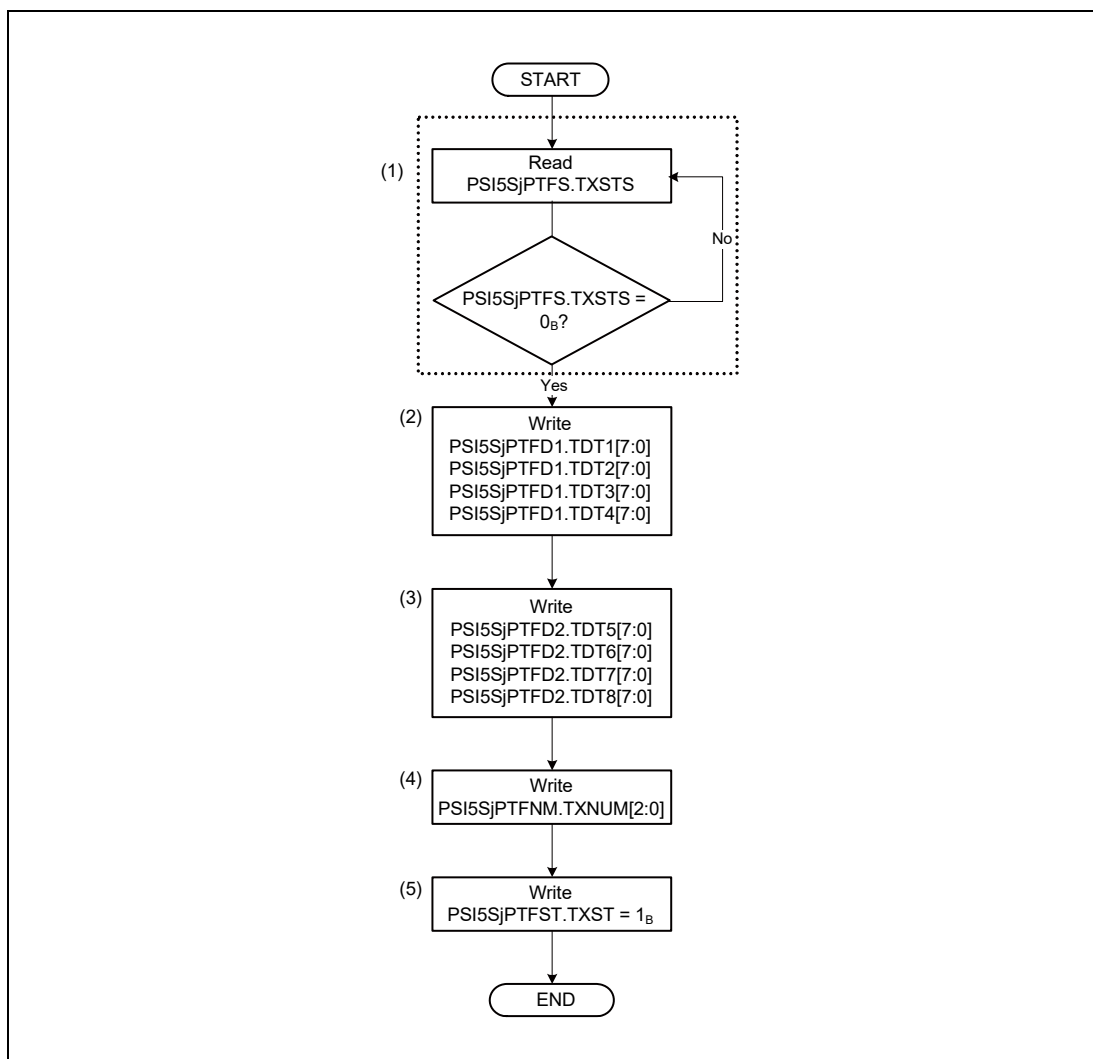 START
(1)
Read
PSI5SjPTFS.TXSTS
No
PSI5SjPTFS.TXSTS =
0B?
Yes
(2)
Write
PSI5SjPTFD1.TDT1[7:0]
PSI5SjPTFD1.TDT2[7:0]
PSI5SjPTFD1.TDT3[7:0]
PSI5SjPTFD1.TDT4[7:0]
(3)
Write
PSI5SjPTFD2.TDT5[7:0]
PSI5SjPTFD2.TDT6[7:0]
PSI5SjPTFD2.TDT7[7:0]
PSI5SjPTFD2.TDT8[7:0]
(4)
Write
PSI5SjPTFNM.TXNUM[2:0]
(5)
Write
PSI5SjPTFST.TXST = 1B
END